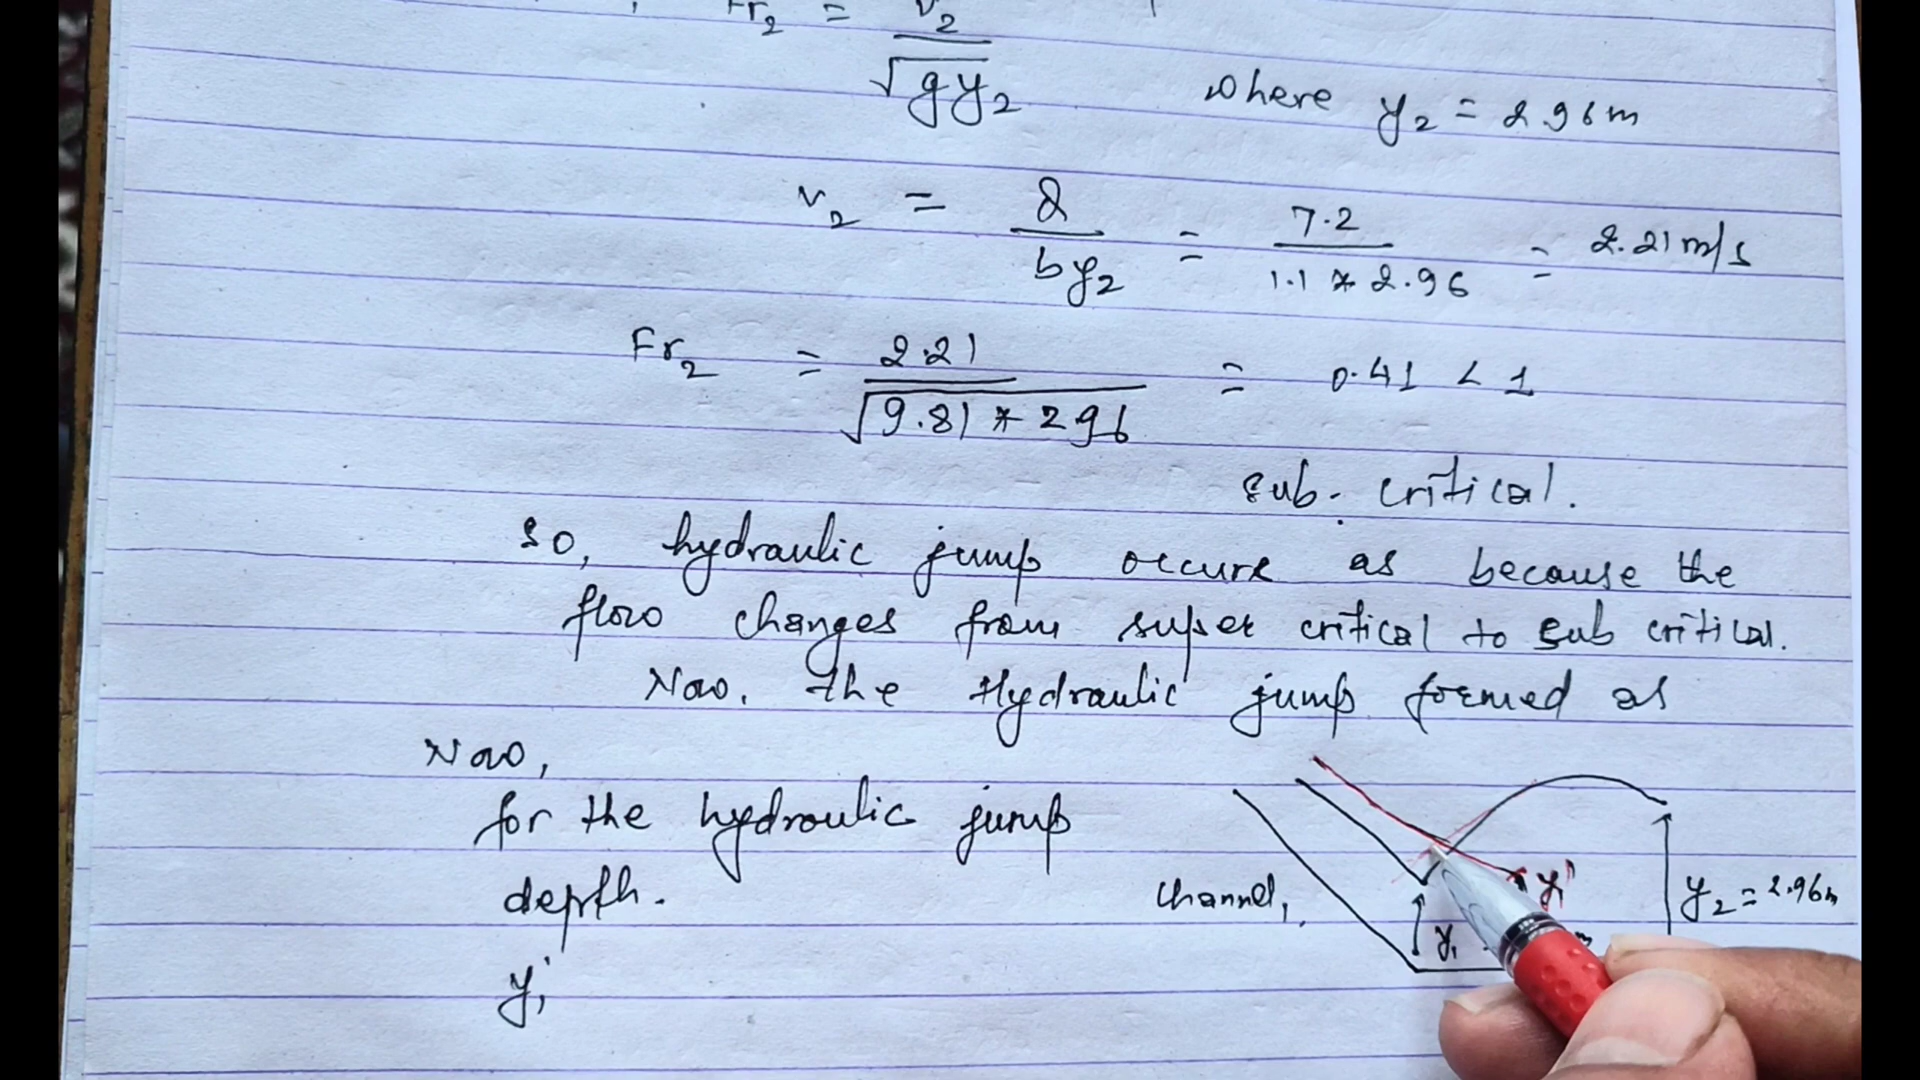 Fr₂ = v₂ / √gy₂
where y₂ = 2.96m
v₂ = Q / by₂ = 7.2 / 1.1 * 2.96 = 2.21 m/s
Fr₂ = 2.21 / √9.81 * 2.96 = 0.41 < 1
sub-critical.
so, hydraulic jump occurs as because the
flow changes from super critical to sub critical.
Now, the Hydraulic jump formed as
Now,
for the hydraulic jump
depth.
y₁'
channel,
y₁
y₁'
y₂ = 2.96m